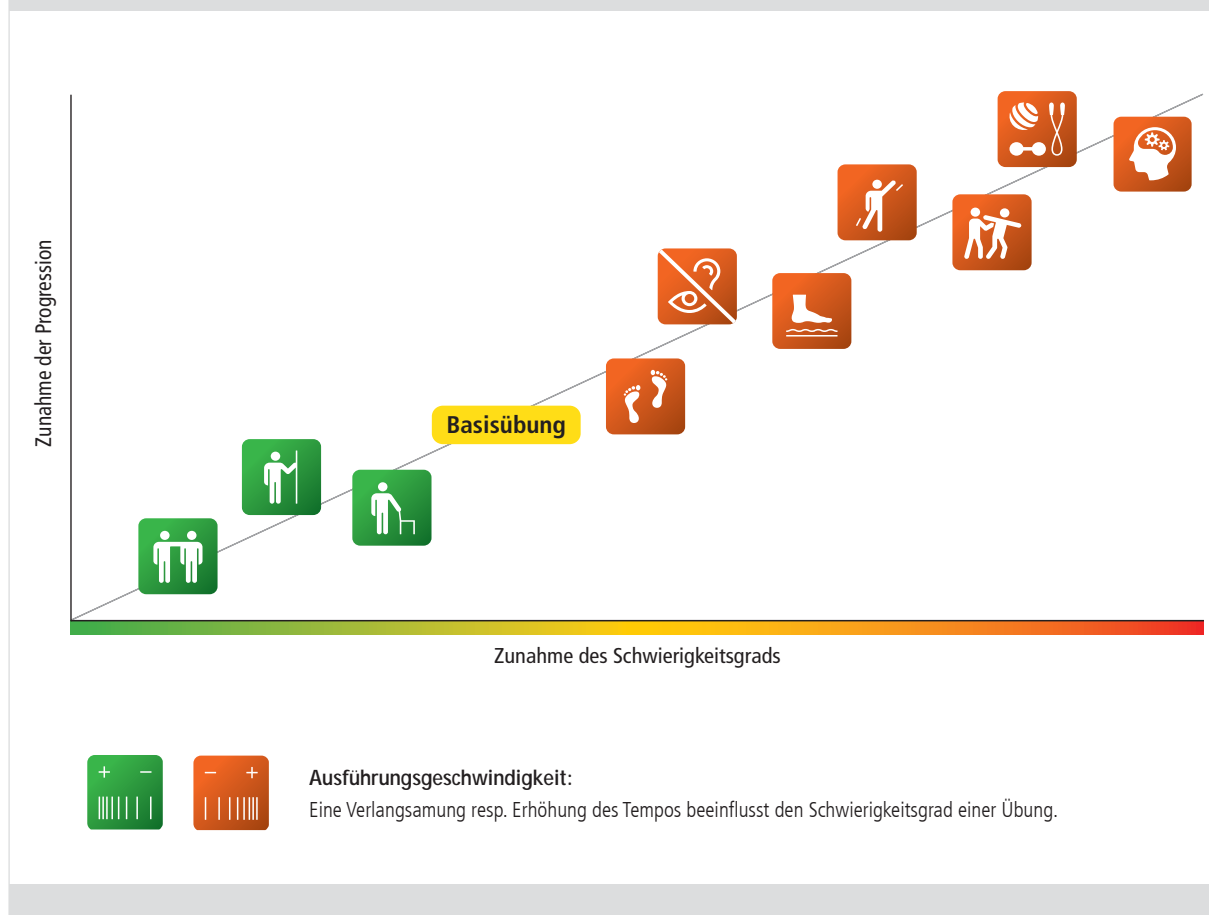 Zunahme der Progression
Basisübung
Zunahme des Schwierigkeitsgrads
+ −
− +
Ausführungsgeschwindigkeit:
Eine Verlangsamung resp. Erhöhung des Tempos beeinflusst den Schwierigkeitsgrad einer Übung.